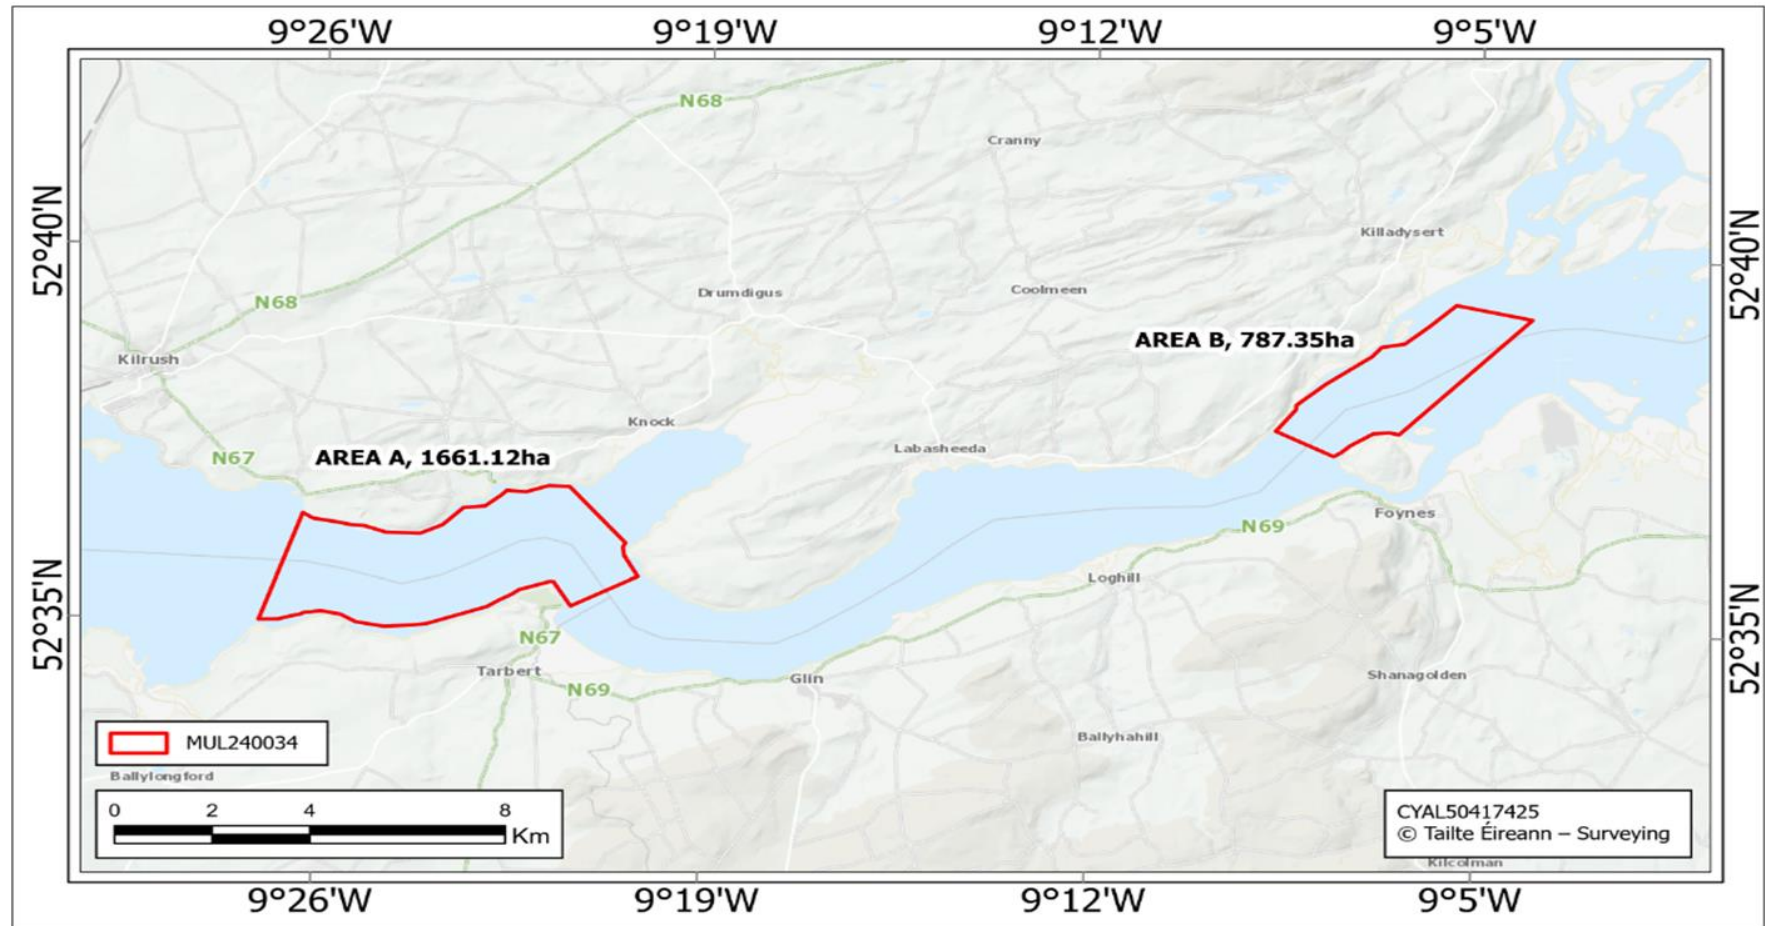 9°26'W 9°19'W 9°12'W 9°5'W
N68
Cranny
52°40'N
Killadysert
52°40'N
N68
Drumdigus
Coolmeen
Kilrush
AREA B, 787.35ha
Knock
N67
AREA A, 1661.12ha
Labasheeda
Foynes
N69
Loghill
52°35'N
52°35'N
N67
Tarbert
N69
Glin
Shanagolden
Ballyhahill
MUL240034
Ballylongford
0 2 4 8
Km
CYAL50417425
© Tailte Éireann – Surveying
Kilcolman
9°26'W 9°19'W 9°12'W 9°5'W